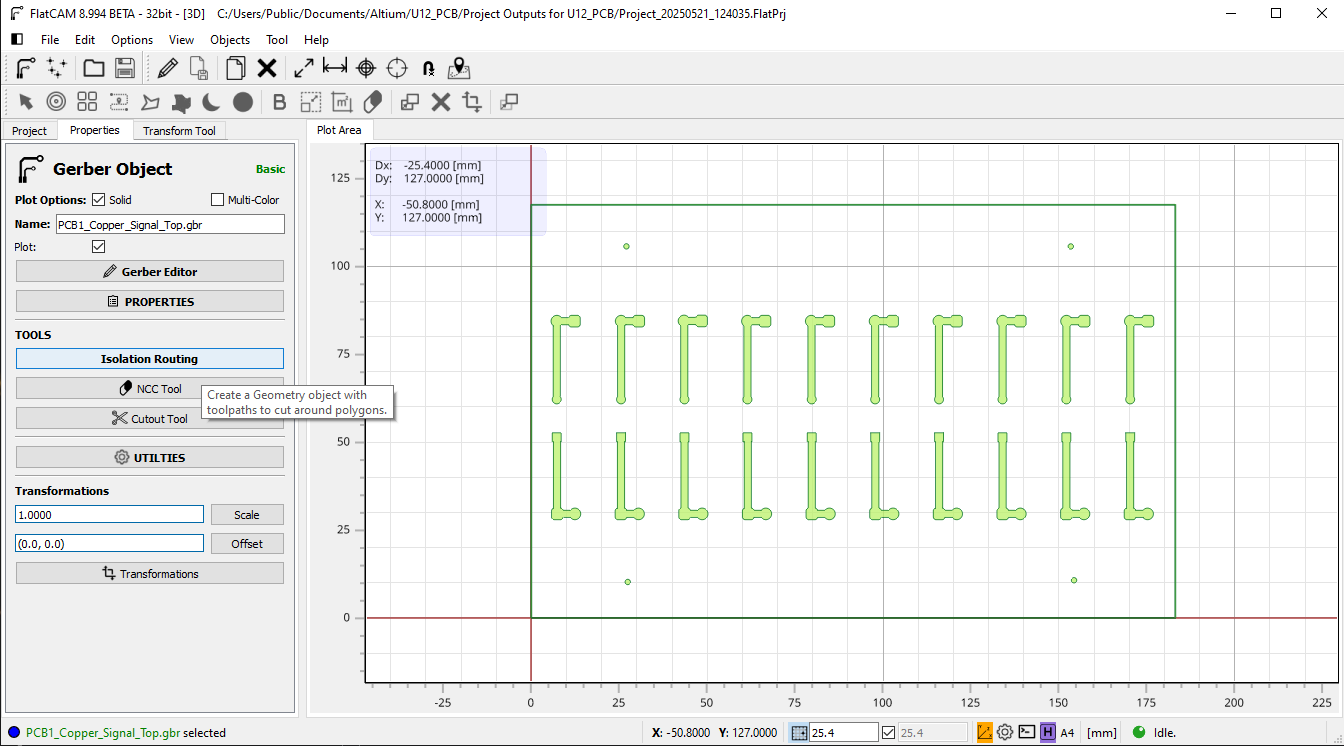 FlatCAM 8.994 BETA - 32bit - [3D]    C:/Users/Public/Documents/Altium/U12_PCB/Project Outputs for U12_PCB/Project_20250521_124035.FlatPrj
File Edit Options View Objects Tool Help
B m²
Project Properties Transform Tool Plot Area
Gerber Object Basic
Plot Options: Solid Multi-Color
Name: PCB1_Copper_Signal_Top.gbr
Plot:
Gerber Editor
PROPERTIES
TOOLS
Isolation Routing
NCC Tool
Create a Geometry object with
toolpaths to cut around polygons.
Cutout Tool
UTILTIES
Transformations
1.0000 Scale
(0.0, 0.0) Offset
Transformations
Dx: -25.4000 [mm]
Dy: 127.0000 [mm]
X: -50.8000 [mm]
Y: 127.0000 [mm]
125
100
75
50
25
0
-25 0 25 50 75 100 125 150 175 200 225
PCB1_Copper_Signal_Top.gbr selected X: -50.8000 Y: 127.0000 25.4 25.4 H A4 [mm] Idle.